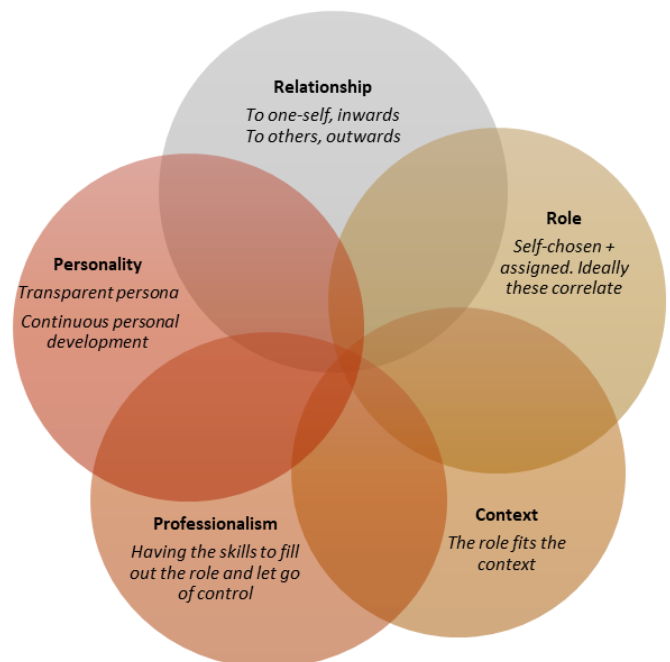 Relationship
To one-self, inwards
To others, outwards
Role
Self-chosen +
assigned. Ideally
these correlate
Personality
Transparent persona
Continuous personal
development
Professionalism
Having the skills to fill
out the role and let go
of control
Context
The role fits the
context